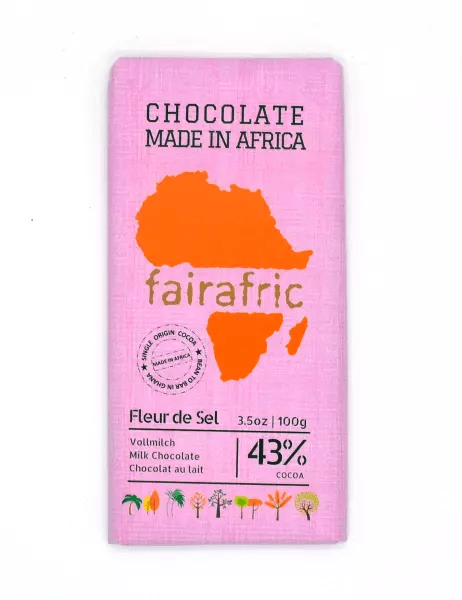 CHOCOLATE
MADE IN AFRICA
fairafric
SINGLE ORIGIN COCOA
MADE IN AFRICA
BEAN TO BAR IN GHANA
Fleur de Sel 3.5oz | 100g
Vollmilch
Milk Chocolate
Chocolat au lait
43%
COCOA